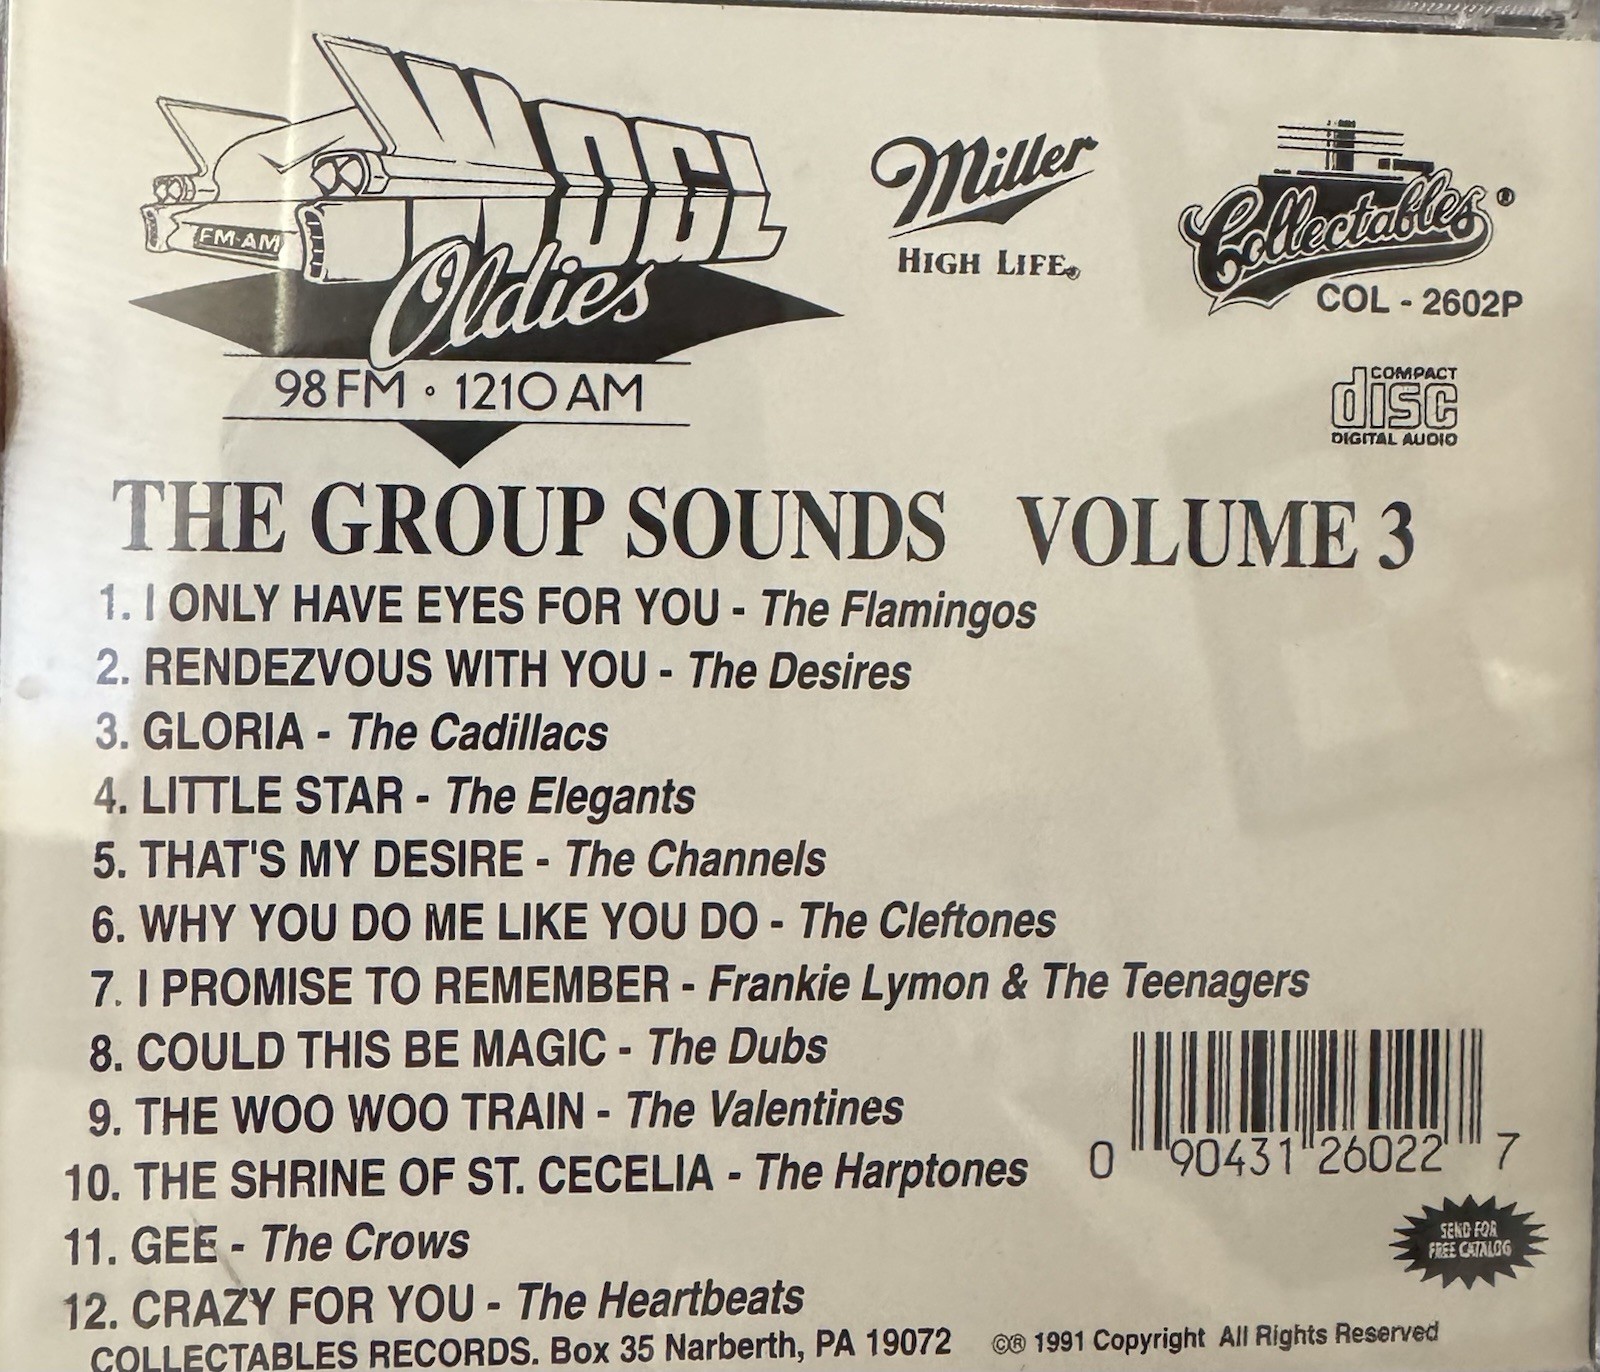 WOGL
FM-AM
Oldies
98 FM • 1210 AM
Miller
HIGH LIFE®
Collectables®
COL - 2602P
COMPACT
disc
DIGITAL AUDIO
THE GROUP SOUNDS VOLUME 3
1. I ONLY HAVE EYES FOR YOU - The Flamingos
2. RENDEZVOUS WITH YOU - The Desires
3. GLORIA - The Cadillacs
4. LITTLE STAR - The Elegants
5. THAT'S MY DESIRE - The Channels
6. WHY YOU DO ME LIKE YOU DO - The Cleftones
7. I PROMISE TO REMEMBER - Frankie Lymon & The Teenagers
8. COULD THIS BE MAGIC - The Dubs
9. THE WOO WOO TRAIN - The Valentines
10. THE SHRINE OF ST. CECELIA - The Harptones
11. GEE - The Crows
12. CRAZY FOR YOU - The Heartbeats
0 90431 26022 7
SEND FOR
FREE CATALOG
COLLECTABLES RECORDS. Box 35 Narberth, PA 19072 ©℗ 1991 Copyright All Rights Reserved